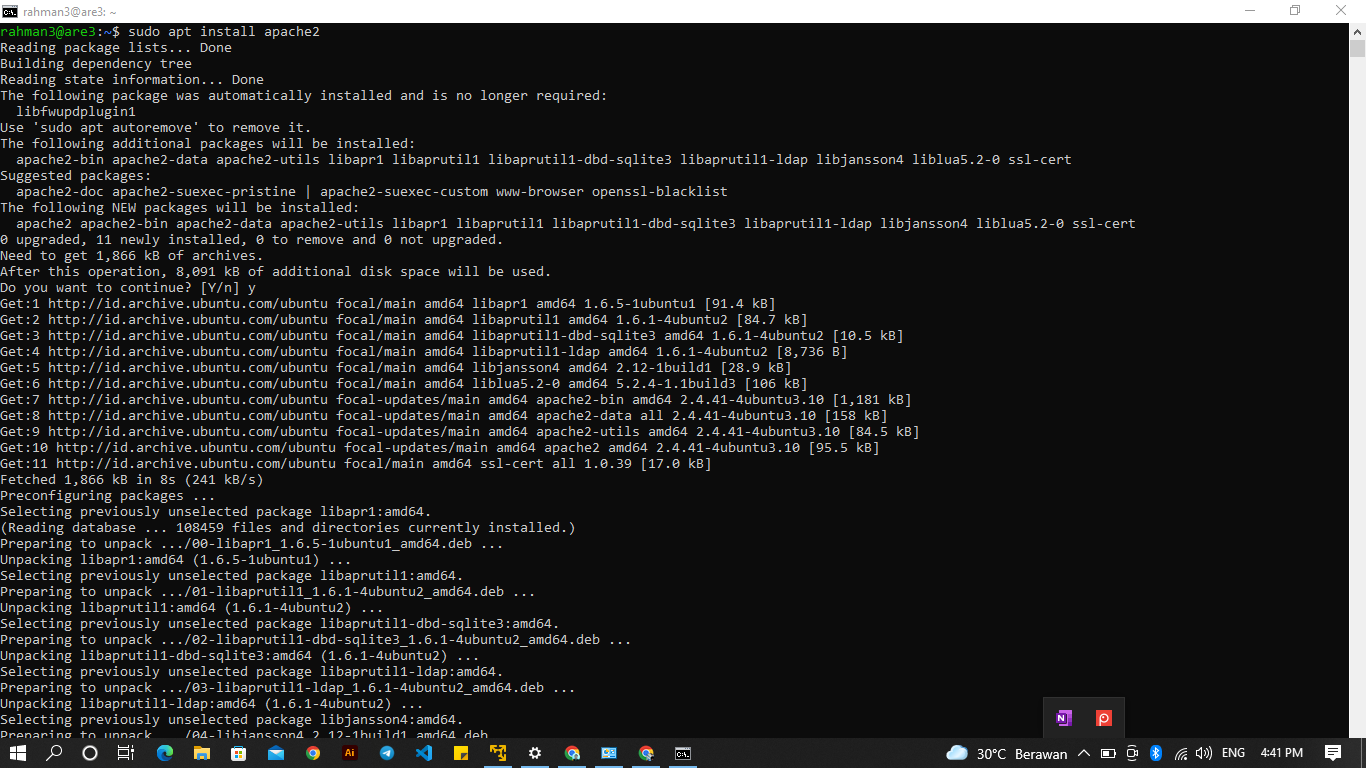 rahman3@are3: ~
rahman3@are3:~$ sudo apt install apache2
Reading package lists... Done
Building dependency tree
Reading state information... Done
The following package was automatically installed and is no longer required:
  libfwupdplugin1
Use 'sudo apt autoremove' to remove it.
The following additional packages will be installed:
  apache2-bin apache2-data apache2-utils libapr1 libaprutil1 libaprutil1-dbd-sqlite3 libaprutil1-ldap libjansson4 liblua5.2-0 ssl-cert
Suggested packages:
  apache2-doc apache2-suexec-pristine | apache2-suexec-custom www-browser openssl-blacklist
The following NEW packages will be installed:
  apache2 apache2-bin apache2-data apache2-utils libapr1 libaprutil1 libaprutil1-dbd-sqlite3 libaprutil1-ldap libjansson4 liblua5.2-0 ssl-cert
0 upgraded, 11 newly installed, 0 to remove and 0 not upgraded.
Need to get 1,866 kB of archives.
After this operation, 8,091 kB of additional disk space will be used.
Do you want to continue? [Y/n] y
Get:1 http://id.archive.ubuntu.com/ubuntu focal/main amd64 libapr1 amd64 1.6.5-1ubuntu1 [91.4 kB]
Get:2 http://id.archive.ubuntu.com/ubuntu focal/main amd64 libaprutil1 amd64 1.6.1-4ubuntu2 [84.7 kB]
Get:3 http://id.archive.ubuntu.com/ubuntu focal/main amd64 libaprutil1-dbd-sqlite3 amd64 1.6.1-4ubuntu2 [10.5 kB]
Get:4 http://id.archive.ubuntu.com/ubuntu focal/main amd64 libaprutil1-ldap amd64 1.6.1-4ubuntu2 [8,736 B]
Get:5 http://id.archive.ubuntu.com/ubuntu focal/main amd64 libjansson4 amd64 2.12-1build1 [28.9 kB]
Get:6 http://id.archive.ubuntu.com/ubuntu focal/main amd64 liblua5.2-0 amd64 5.2.4-1.1build3 [106 kB]
Get:7 http://id.archive.ubuntu.com/ubuntu focal-updates/main amd64 apache2-bin amd64 2.4.41-4ubuntu3.10 [1,181 kB]
Get:8 http://id.archive.ubuntu.com/ubuntu focal-updates/main amd64 apache2-data all 2.4.41-4ubuntu3.10 [158 kB]
Get:9 http://id.archive.ubuntu.com/ubuntu focal-updates/main amd64 apache2-utils amd64 2.4.41-4ubuntu3.10 [84.5 kB]
Get:10 http://id.archive.ubuntu.com/ubuntu focal-updates/main amd64 apache2 amd64 2.4.41-4ubuntu3.10 [95.5 kB]
Get:11 http://id.archive.ubuntu.com/ubuntu focal/main amd64 ssl-cert all 1.0.39 [17.0 kB]
Fetched 1,866 kB in 8s (241 kB/s)
Preconfiguring packages ...
Selecting previously unselected package libapr1:amd64.
(Reading database ... 108459 files and directories currently installed.)
Preparing to unpack .../00-libapr1_1.6.5-1ubuntu1_amd64.deb ...
Unpacking libapr1:amd64 (1.6.5-1ubuntu1) ...
Selecting previously unselected package libaprutil1:amd64.
Preparing to unpack .../01-libaprutil1_1.6.1-4ubuntu2_amd64.deb ...
Unpacking libaprutil1:amd64 (1.6.1-4ubuntu2) ...
Selecting previously unselected package libaprutil1-dbd-sqlite3:amd64.
Preparing to unpack .../02-libaprutil1-dbd-sqlite3_1.6.1-4ubuntu2_amd64.deb ...
Unpacking libaprutil1-dbd-sqlite3:amd64 (1.6.1-4ubuntu2) ...
Selecting previously unselected package libaprutil1-ldap:amd64.
Preparing to unpack .../03-libaprutil1-ldap_1.6.1-4ubuntu2_amd64.deb ...
Unpacking libaprutil1-ldap:amd64 (1.6.1-4ubuntu2) ...
Selecting previously unselected package libjansson4:amd64.
Preparing to unpack .../04-libjansson4_2.12-1build1_amd64.deb ...
Ai
30°C Berawan ENG 4:41 PM